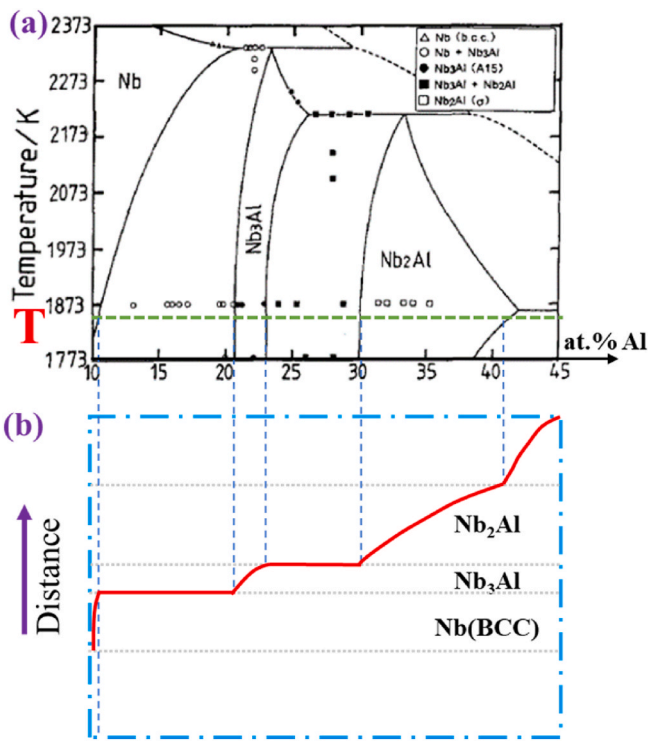 (a)
2373
2273
2173
2073
1973
1873
17773
Temperature/K
T
Nb
Nb3Al
Nb2Al
△ Nb (b.c.c.)
○ Nb + Nb3Al
● Nb3Al (A15)
■ Nb3Al + Nb2Al
□ Nb2Al (σ)
10 15 20 25 30 35 40 45
at.% Al
(b)
Distance
Nb2Al
Nb3Al
Nb(BCC)